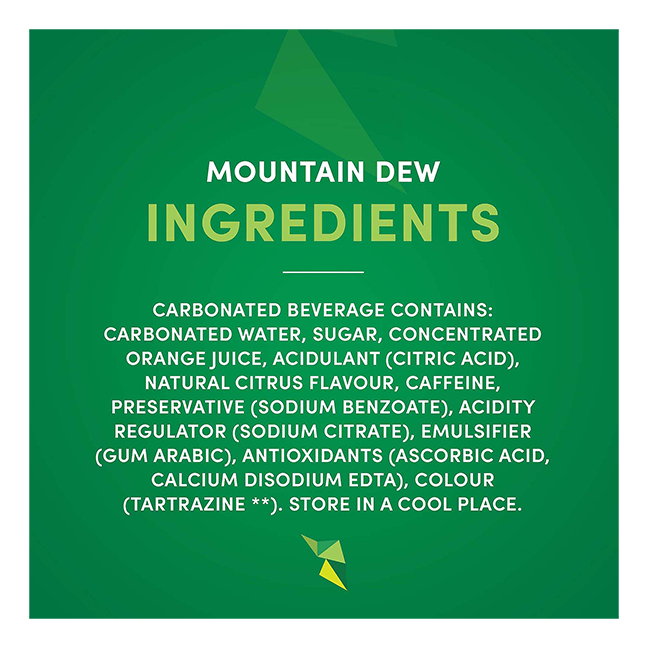 MOUNTAIN DEW
INGREDIENTS
CARBONATED BEVERAGE CONTAINS:
CARBONATED WATER, SUGAR, CONCENTRATED
ORANGE JUICE, ACIDULANT (CITRIC ACID),
NATURAL CITRUS FLAVOUR, CAFFEINE,
PRESERVATIVE (SODIUM BENZOATE), ACIDITY
REGULATOR (SODIUM CITRATE), EMULSIFIER
(GUM ARABIC), ANTIOXIDANTS (ASCORBIC ACID,
CALCIUM DISODIUM EDTA), COLOUR
(TARTRAZINE **). STORE IN A COOL PLACE.